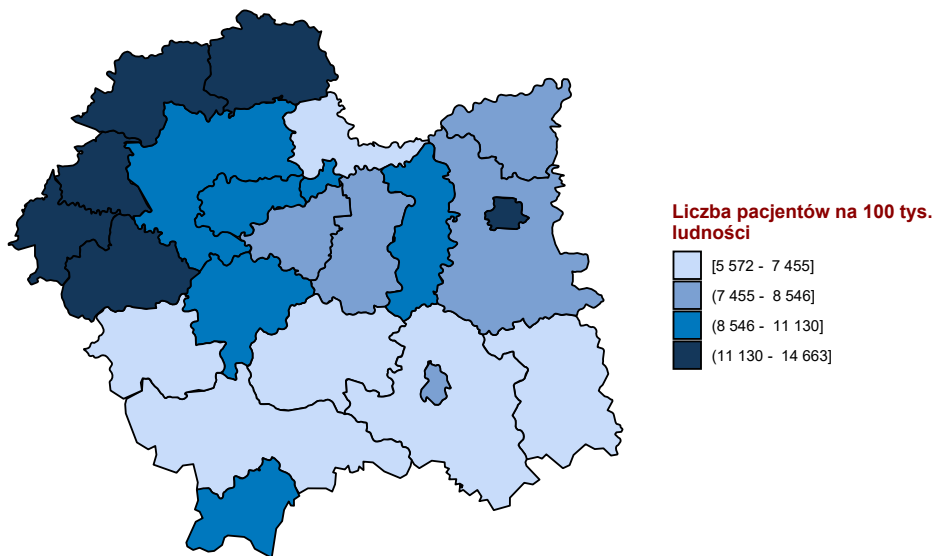 Liczba pacjentów na 100 tys.
ludności
[5 572 - 7 455]
(7 455 - 8 546]
(8 546 - 11 130]
(11 130 - 14 663]